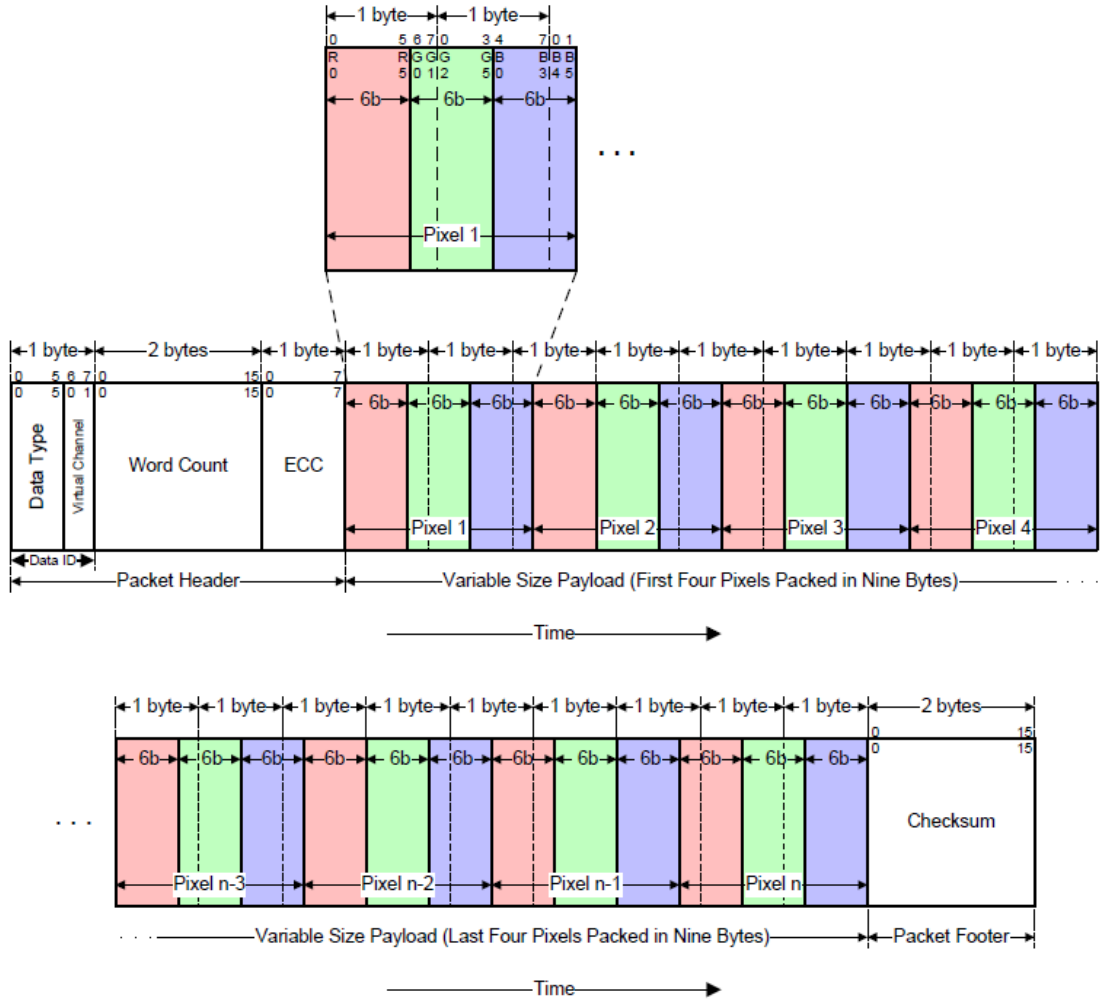 1 byte 1 byte
0 5 6 7 0 3 4 7 0 1
R R G G G G B B B B
0 5 0 1 2 5 0 3 4 5
6b 6b 6b
. . .
Pixel 1
1 byte 2 bytes 1 byte 1 byte 1 byte 1 byte 1 byte 1 byte 1 byte 1 byte 1 byte 1 byte
0 5 6 7 0 15 0 7
0 5 0 1 0 15 0 7
6b 6b 6b 6b 6b 6b 6b 6b 6b 6b 6b 6b
Data Type
Virtual Channel
Word Count
ECC
Pixel 1 Pixel 2 Pixel 3 Pixel 4
Data ID
Packet Header
Variable Size Payload (First Four Pixels Packed in Nine Bytes) . . .
Time
1 byte 1 byte 1 byte 1 byte 1 byte 1 byte 1 byte 1 byte 1 byte 2 bytes
0 15
0 15
6b 6b 6b 6b 6b 6b 6b 6b 6b 6b 6b 6b
. . .
Checksum
Pixel n-3 Pixel n-2 Pixel n-1 Pixel n
. . . Variable Size Payload (Last Four Pixels Packed in Nine Bytes) Packet Footer
Time